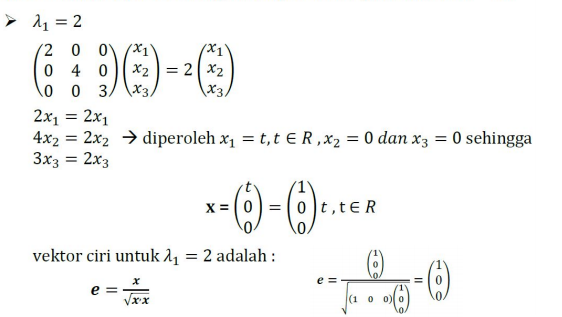 ➢ λ₁ = 2
(2 0 0; 0 4 0; 0 0 3) (x₁; x₂; x₃) = 2 (x₁; x₂; x₃)
2x₁ = 2x₁
4x₂ = 2x₂ → diperoleh x₁ = t, t ∈ R , x₂ = 0 dan x₃ = 0 sehingga
3x₃ = 2x₃
x = (t; 0; 0) = (1; 0; 0) t , t ∈ R
vektor ciri untuk λ₁ = 2 adalah :
e = x / √(x·x) e = (1; 0; 0) / √((1 0 0)(1; 0; 0)) = (1; 0; 0)